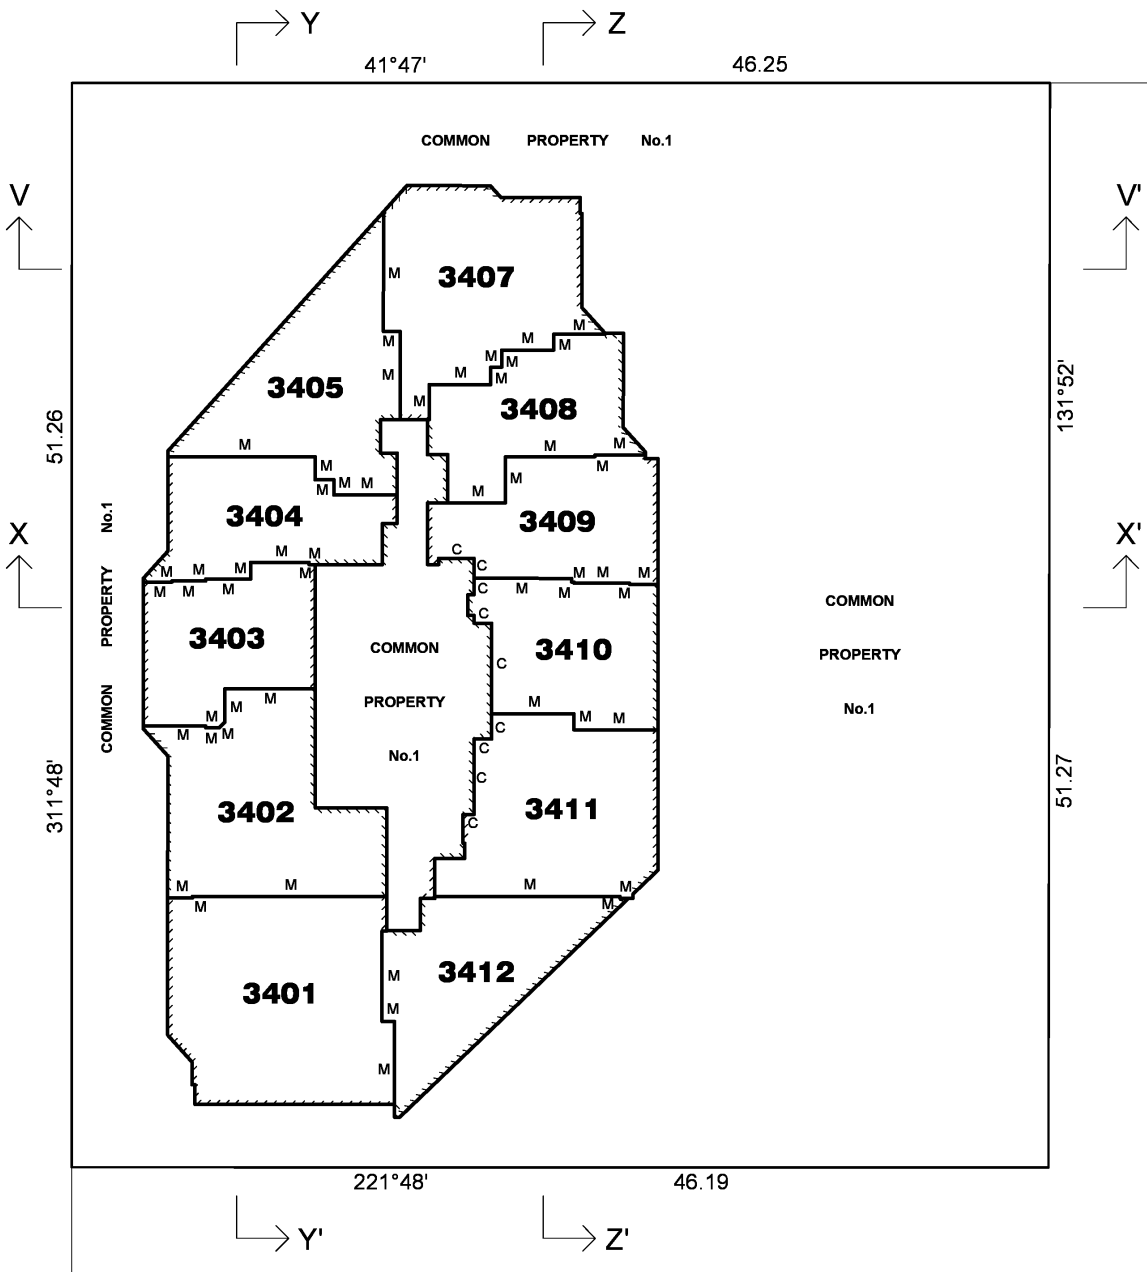 Y Z
41°47' 46.25
COMMON PROPERTY No.1
V V'
3407
M
M
M M
M M
M M M
3405
M M
M
131°52'
3408
51.26
M M M
M M
M M M M
M M
3404
3409
COMMON PROPERTY No.1
X X'
C
M M
M M M M C M M M
M M M C M M M
C
COMMON
PROPERTY
No.1
3403
COMMON
PROPERTY
No.1
3410
C
M M M
M M M
M M M C
C
C
311°48'
51.27
3402
3411
C
M M M M
M M
3412
3401
M
M
M
221°48' 46.19
Y' Z'